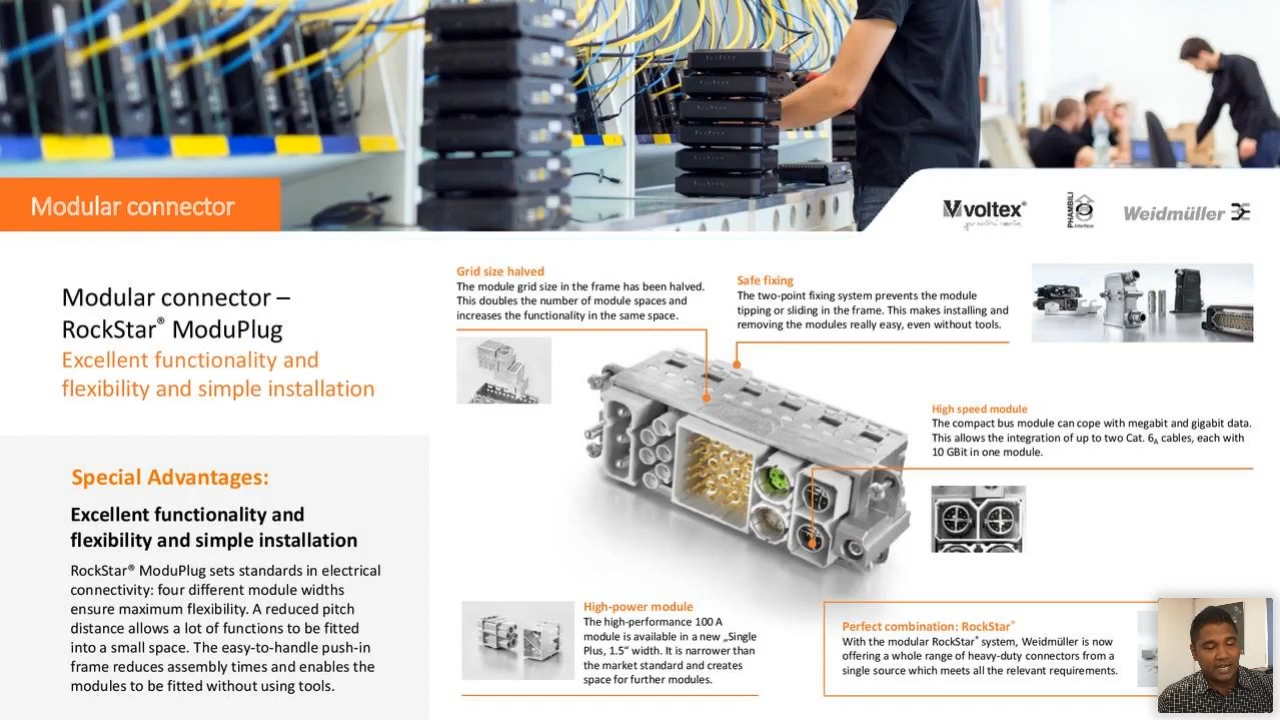 Modular connector
voltex®
PHAMBILI
interface
Weidmüller
Modular connector –
RockStar® ModuPlug
Excellent functionality and
flexibility and simple installation
Special Advantages:
Excellent functionality and
flexibility and simple installation
RockStar® ModuPlug sets standards in electrical
connectivity: four different module widths
ensure maximum flexibility. A reduced pitch
distance allows a lot of functions to be fitted
into a small space. The easy-to-handle push-in
frame reduces assembly times and enables the
modules to be fitted without using tools.
Grid size halved
The module grid size in the frame has been halved.
This doubles the number of module spaces and
increases the functionality in the same space.
Safe fixing
The two-point fixing system prevents the module
tipping or sliding in the frame. This makes installing and
removing the modules really easy, even without tools.
High speed module
The compact bus module can cope with megabit and gigabit data.
This allows the integration of up to two Cat. 6A cables, each with
10 GBit in one module.
High-power module
The high-performance 100 A
module is available in a new „Single
Plus, 1.5“ width. It is narrower than
the market standard and creates
space for further modules.
Perfect combination: RockStar®
With the modular RockStar® system, Weidmüller is now
offering a whole range of heavy-duty connectors from a
single source which meets all the relevant requirements.